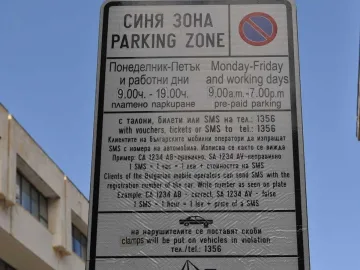 СИНЯ ЗОНА
PARKING ZONE
Понеделник-Петък Monday-Friday
и работни дни and working days
9.00ч. - 19.00ч. 9.00a.m.-7.00p.m
платено паркиране pre-paid parking
с талони, билети или SMS на тел.: 1356
with vouchers, tickets or SMS to tel.: 1356
Клиентите на българските мобилни оператори да изпращат
SMS с номера на автомобила. Изписва се както се вижда
Пример: СА 1234 АВ-правилно, SA 1234 AV-неправилно
1 SMS = 1 час = 1 лв. = стойността на SMS
Clients of the Bulgarian mobile operators can send SMS with the
registration number of the car. Write number as seen on plate
Example: CA 1234 AB - correct, SA 1234 AV - false
1 SMS = 1 hour = 1 lev = price of a SMS
на нарушителите се поставят скоби
clamps will be put on vehicles in violation
тел./tel.: 1356